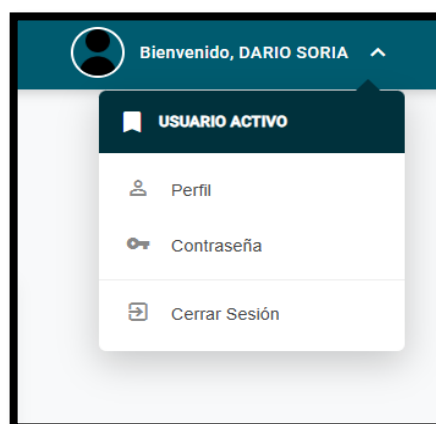 Bienvenido, DARIO SORIA
USUARIO ACTIVO
Perfil
Contraseña
Cerrar Sesión